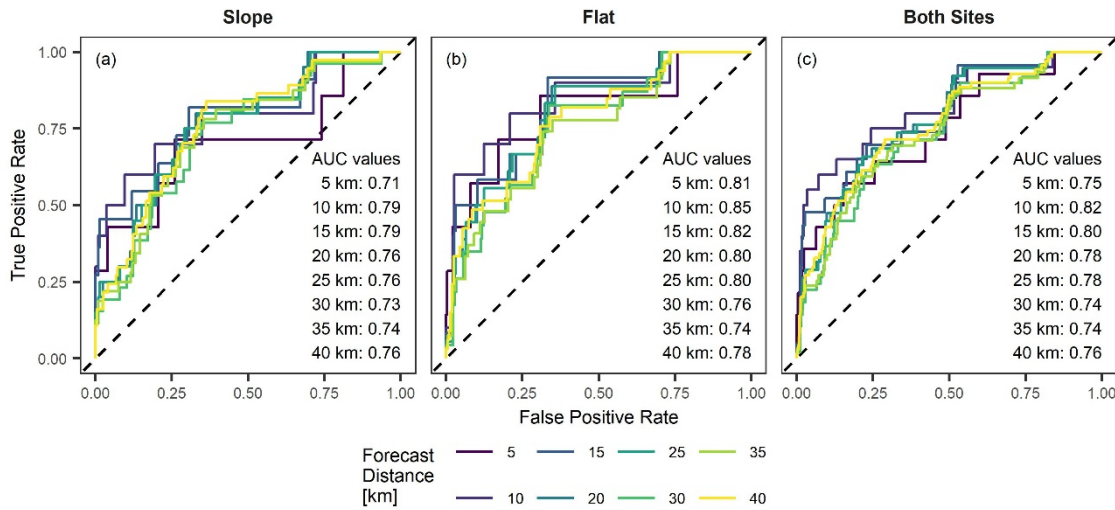 Slope
Flat
Both Sites
(a)
(b)
(c)
True Positive Rate
1.00
0.75
0.50
0.25
0.00
AUC values
5 km: 0.71
10 km: 0.79
15 km: 0.79
20 km: 0.76
25 km: 0.76
30 km: 0.73
35 km: 0.74
40 km: 0.76
AUC values
5 km: 0.81
10 km: 0.85
15 km: 0.82
20 km: 0.80
25 km: 0.80
30 km: 0.76
35 km: 0.74
40 km: 0.78
AUC values
5 km: 0.75
10 km: 0.82
15 km: 0.80
20 km: 0.78
25 km: 0.78
30 km: 0.74
35 km: 0.74
40 km: 0.76
0.00 0.25 0.50 0.75 1.00
0.00 0.25 0.50 0.75 1.00
0.00 0.25 0.50 0.75 1.00
False Positive Rate
Forecast
Distance
[km]
5 15 25 35
10 20 30 40